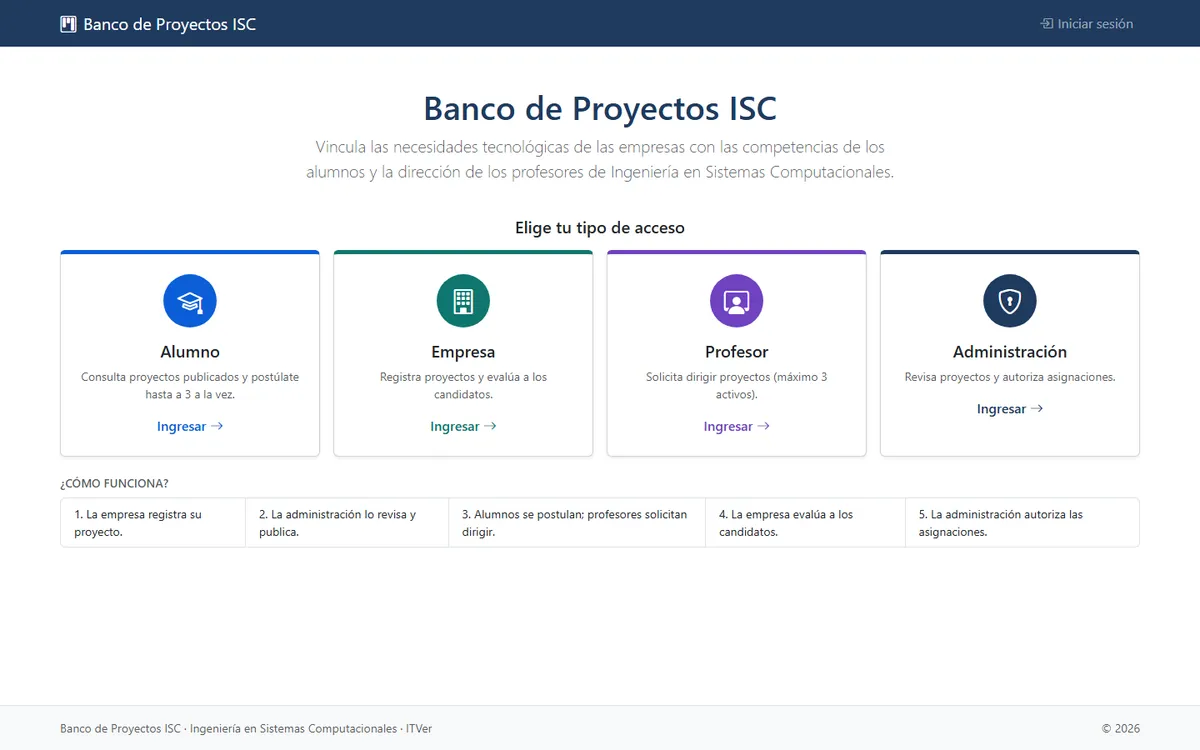 Banco de Proyectos ISC
Iniciar sesión
Banco de Proyectos ISC
Vincula las necesidades tecnológicas de las empresas con las competencias de los
alumnos y la dirección de los profesores de Ingeniería en Sistemas Computacionales.
Elige tu tipo de acceso
Alumno
Consulta proyectos publicados y postúlate
hasta a 3 a la vez.
Ingresar →
Empresa
Registra proyectos y evalúa a los
candidatos.
Ingresar →
Profesor
Solicita dirigir proyectos (máximo 3
activos).
Ingresar →
Administración
Revisa proyectos y autoriza asignaciones.
Ingresar →
¿CÓMO FUNCIONA?
1. La empresa registra su
proyecto.
2. La administración lo revisa y
publica.
3. Alumnos se postulan; profesores solicitan
dirigir.
4. La empresa evalúa a los
candidatos.
5. La administración autoriza las
asignaciones.
Banco de Proyectos ISC · Ingeniería en Sistemas Computacionales · ITVer
© 2026